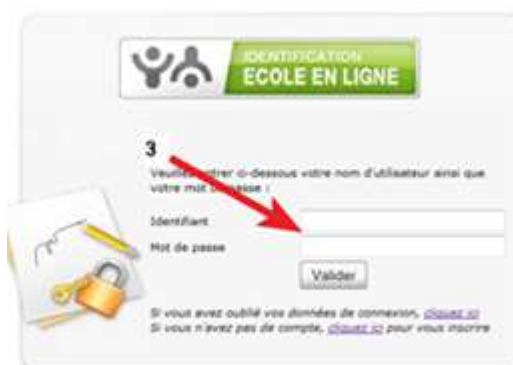 IDENTIFICATION
ECOLE EN LIGNE
3
Veuillez entrer ci-dessous votre nom d'utilisateur ainsi que
votre mot de passe :
Identifiant
Mot de passe
Valider
Si vous avez oublié vos données de connexion, cliquez ici
Si vous n'avez pas de compte, cliquez ici pour vous inscrire